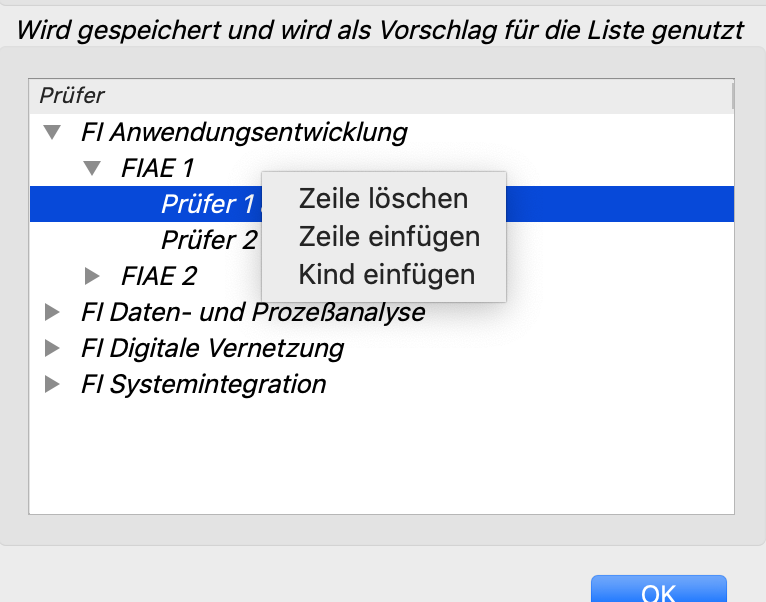 Wird gespeichert und wird als Vorschlag für die Liste genutzt
Prüfer
FI Anwendungsentwicklung
FIAE 1
Prüfer 1
Zeile löschen
Zeile einfügen
Kind einfügen
Prüfer 2
FIAE 2
FI Daten- und Prozeßanalyse
FI Digitale Vernetzung
FI Systemintegration
OK